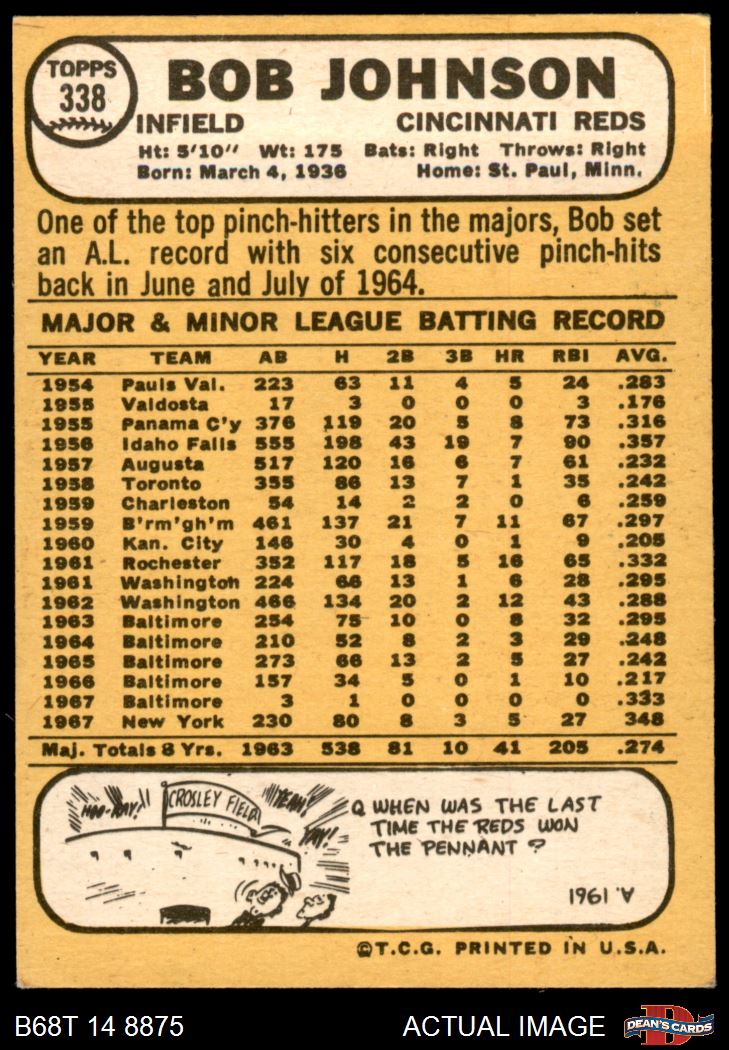 TOPPS
338
BOB JOHNSON
INFIELD CINCINNATI REDS
Ht: 5'10" Wt: 175 Bats: Right Throws: Right
Born: March 4, 1936 Home: St. Paul, Minn.
One of the top pinch-hitters in the majors, Bob set
an A.L. record with six consecutive pinch-hits
back in June and July of 1964.
MAJOR & MINOR LEAGUE BATTING RECORD
YEAR TEAM AB H 2B 3B HR RBI AVG.
1954 Pauls Val. 223 63 11 4 5 24 .283
1955 Valdosta 17 3 0 0 0 3 .176
1955 Panama C'y 376 119 20 5 8 73 .316
1956 Idaho Falls 555 198 43 19 7 90 .357
1957 Augusta 517 120 16 6 7 61 .232
1958 Toronto 355 86 13 7 1 35 .242
1959 Charleston 54 14 2 2 0 6 .259
1959 B'rm'gh'm 461 137 21 7 11 67 .297
1960 Kan. City 146 30 4 0 1 9 .205
1961 Rochester 352 117 18 5 16 65 .332
1961 Washington 224 66 13 1 6 28 .295
1962 Washington 466 134 20 2 12 43 .288
1963 Baltimore 254 75 10 0 8 32 .295
1964 Baltimore 210 52 8 2 3 29 .248
1965 Baltimore 273 66 13 2 5 27 .242
1966 Baltimore 157 34 5 0 1 10 .217
1967 Baltimore 3 1 0 0 0 0 .333
1967 New York 230 80 8 3 5 27 348
Maj. Totals 8 Yrs. 1963 538 81 10 41 205 .274
HOO-RAY!
CROSLEY FIELD
YEAH!
YAY!
Q WHEN WAS THE LAST
TIME THE REDS WON
THE PENNANT ?
A. 1961
©T.C.G. PRINTED IN U.S.A.
B68T 14 8875 ACTUAL IMAGE
DEAN'S CARDS